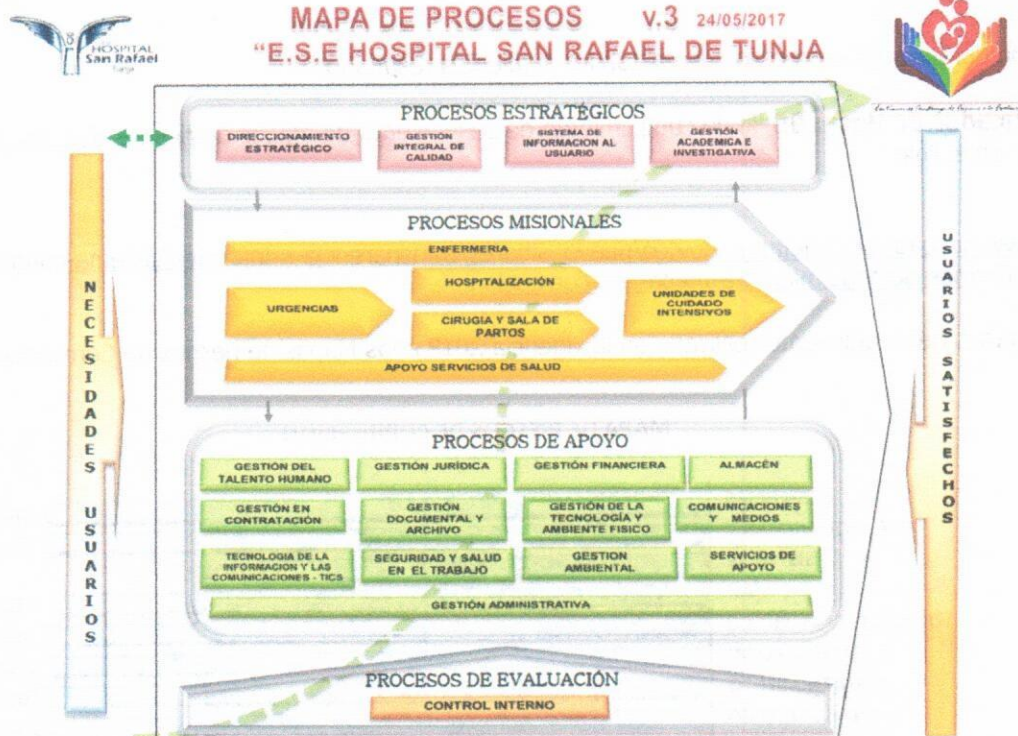 MAPA DE PROCESOS V.3 24/05/2017
“E.S.E HOSPITAL SAN RAFAEL DE TUNJA
HOSPITAL
San Rafael
Tunja
PROCESOS ESTRATÉGICOS
DIRECCIONAMIENTO
ESTRATÉGICO
GESTIÓN
INTEGRAL DE
CALIDAD
SISTEMA DE
INFORMACION AL
USUARIO
GESTIÓN
ACADEMICA E
INVESTIGATIVA
NECESIDADES USUARIOS
PROCESOS MISIONALES
ENFERMERIA
URGENCIAS
HOSPITALIZACIÓN
CIRUGIA Y SALA DE
PARTOS
UNIDADES DE
CUIDADO
INTENSIVOS
APOYO SERVICIOS DE SALUD
USUARIOS SATISFECHOS
PROCESOS DE APOYO
GESTIÓN DEL
TALENTO HUMANO
GESTIÓN JURÍDICA
GESTIÓN FINANCIERA
ALMACÉN
GESTIÓN EN
CONTRATACIÓN
GESTIÓN
DOCUMENTAL Y
ARCHIVO
GESTIÓN DE LA
TECNOLOGÍA Y
AMBIENTE FISICO
COMUNICACIONES
Y MEDIOS
TECNOLOGIA DE LA
INFORMACION Y LAS
COMUNICACIONES - TICS
SEGURIDAD Y SALUD
EN EL TRABAJO
GESTION
AMBIENTAL
SERVICIOS DE
APOYO
GESTIÓN ADMINISTRATIVA
PROCESOS DE EVALUACIÓN
CONTROL INTERNO